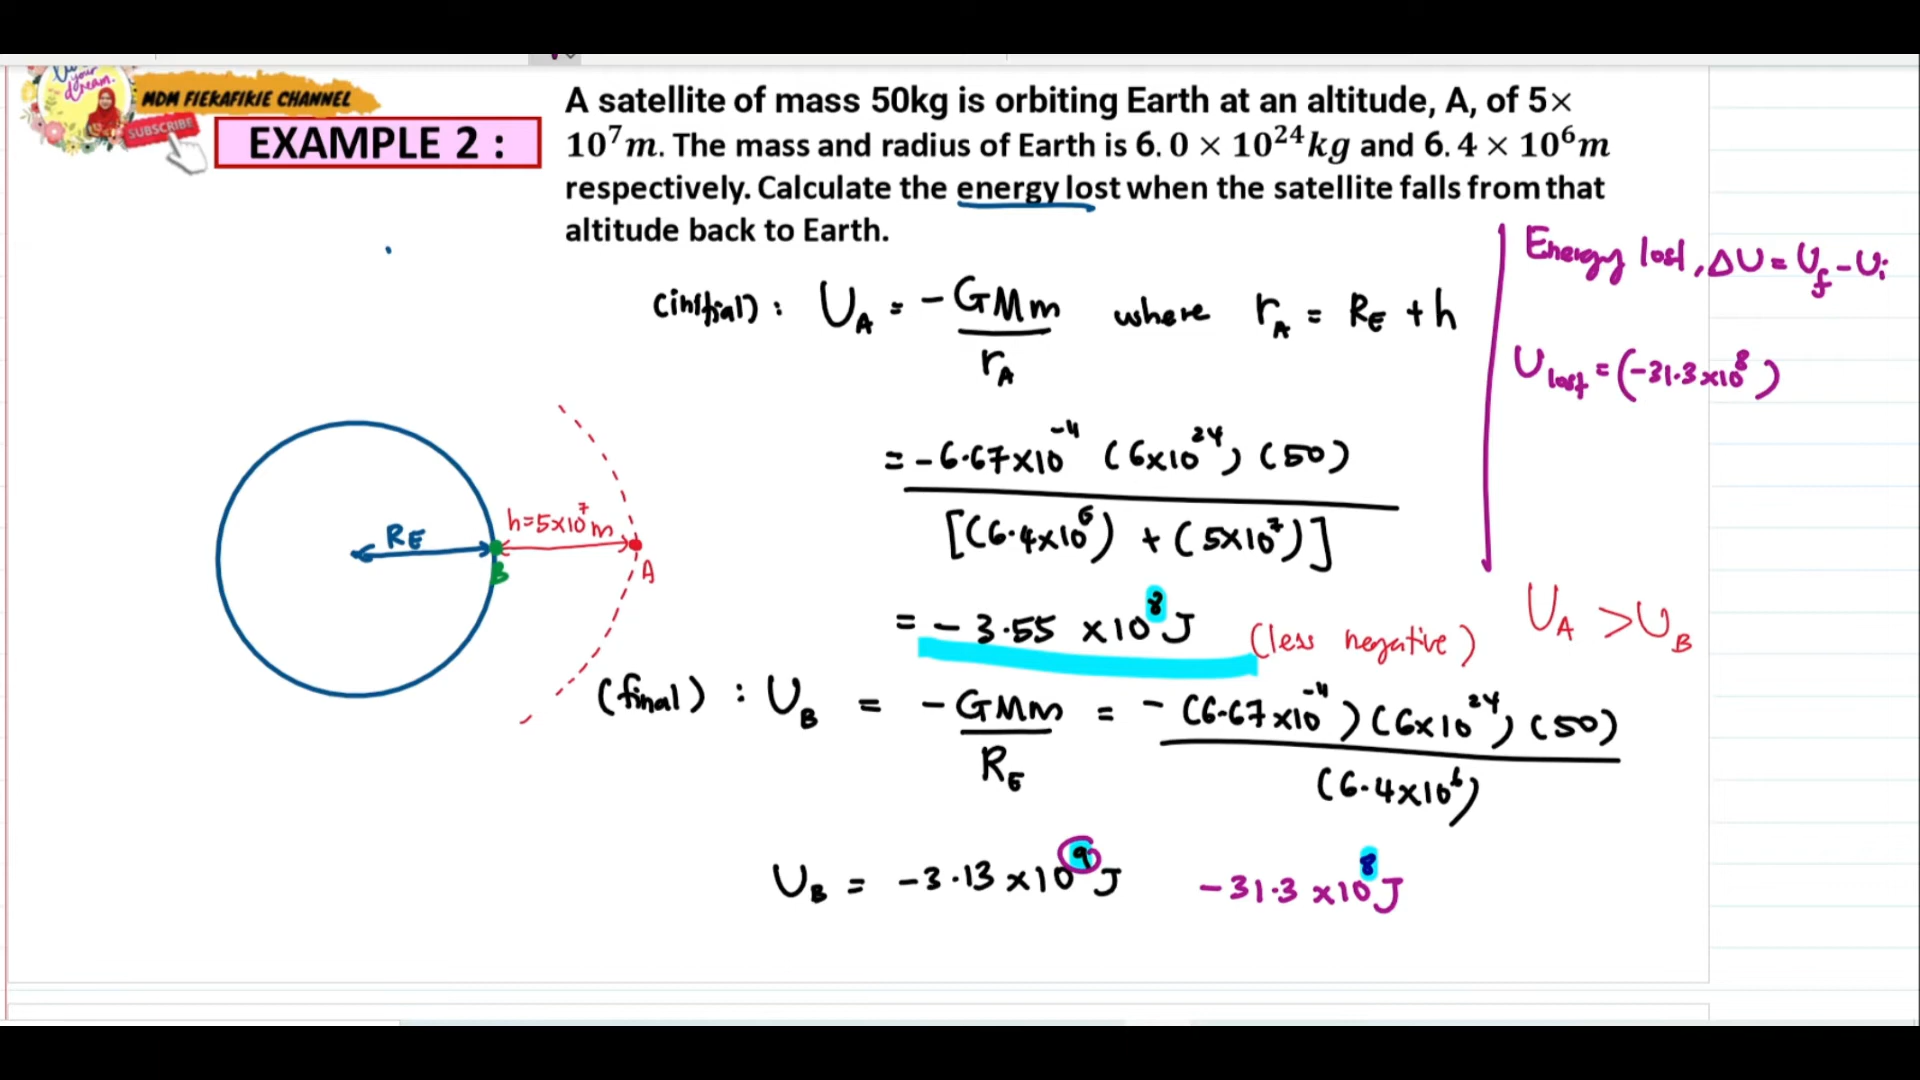 your
dream.
MDM FIEKAFIKIE CHANNEL
SUBSCRIBE
EXAMPLE 2 :
A satellite of mass 50kg is orbiting Earth at an altitude, A, of 5×
10⁷m. The mass and radius of Earth is 6.0 × 10²⁴kg and 6.4 × 10⁶m
respectively. Calculate the energy lost when the satellite falls from that
altitude back to Earth.
Energy lost, ΔU = U_f - U_i
U_lost = (-31.3×10⁸)
(initial) : U_A = -GMm / r_A where r_A = R_E + h
= -6.67×10⁻¹¹ (6×10²⁴) (50)
[(6.4×10⁶) + (5×10⁷)]
= -3.55 ×10⁸ J (less negative)
U_A > U_B
R_E
h=5×10⁷m
B
A
(final) : U_B = -GMm / R_E = -(6.67×10⁻¹¹)(6×10²⁴)(50)
(6.4×10⁶)
U_B = -3.13×10⁹ J -31.3×10⁸ J